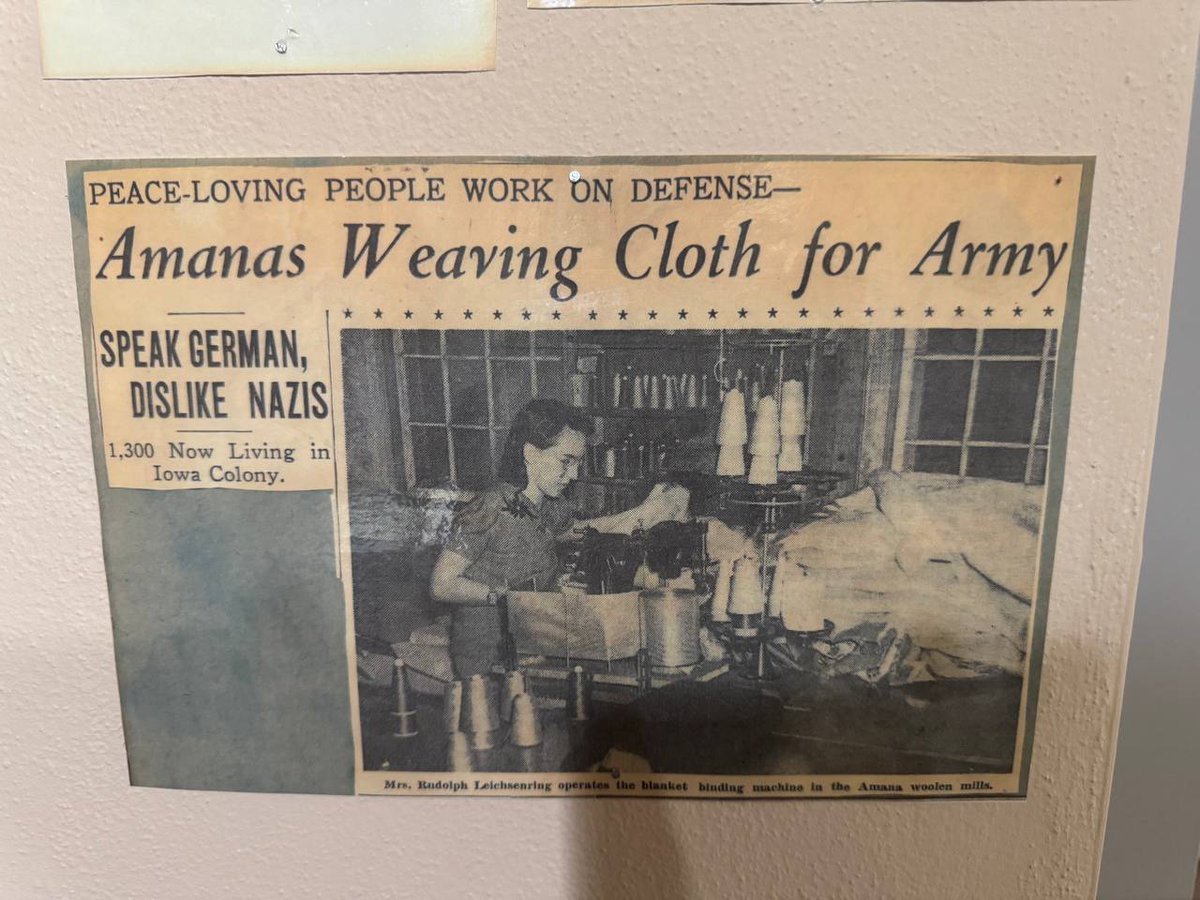 PEACE-LOVING PEOPLE WORK ON DEFENSE—
Amanas Weaving Cloth for Army
SPEAK GERMAN,
DISLIKE NAZIS
1,300 Now Living in
Iowa Colony.
Mrs. Rudolph Leichsenring operates the blanket binding machine in the Amana woolen mills.